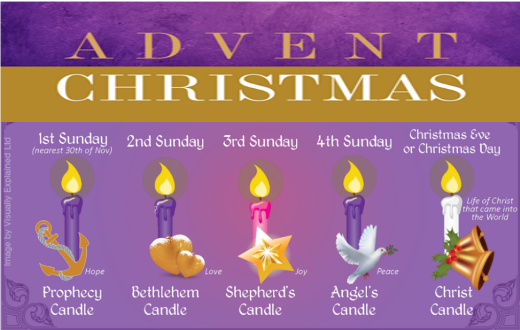 ADVENT
CHRISTMAS
1st Sunday
(nearest 30th of Nov)
2nd Sunday
3rd Sunday
4th Sunday
Christmas Eve
or Christmas Day
Life of Christ
that came into
the World
Hope
Love
Joy
Peace
Prophecy
Candle
Bethlehem
Candle
Shepherd's
Candle
Angel's
Candle
Christ
Candle
Image by Visually Explained Ltd